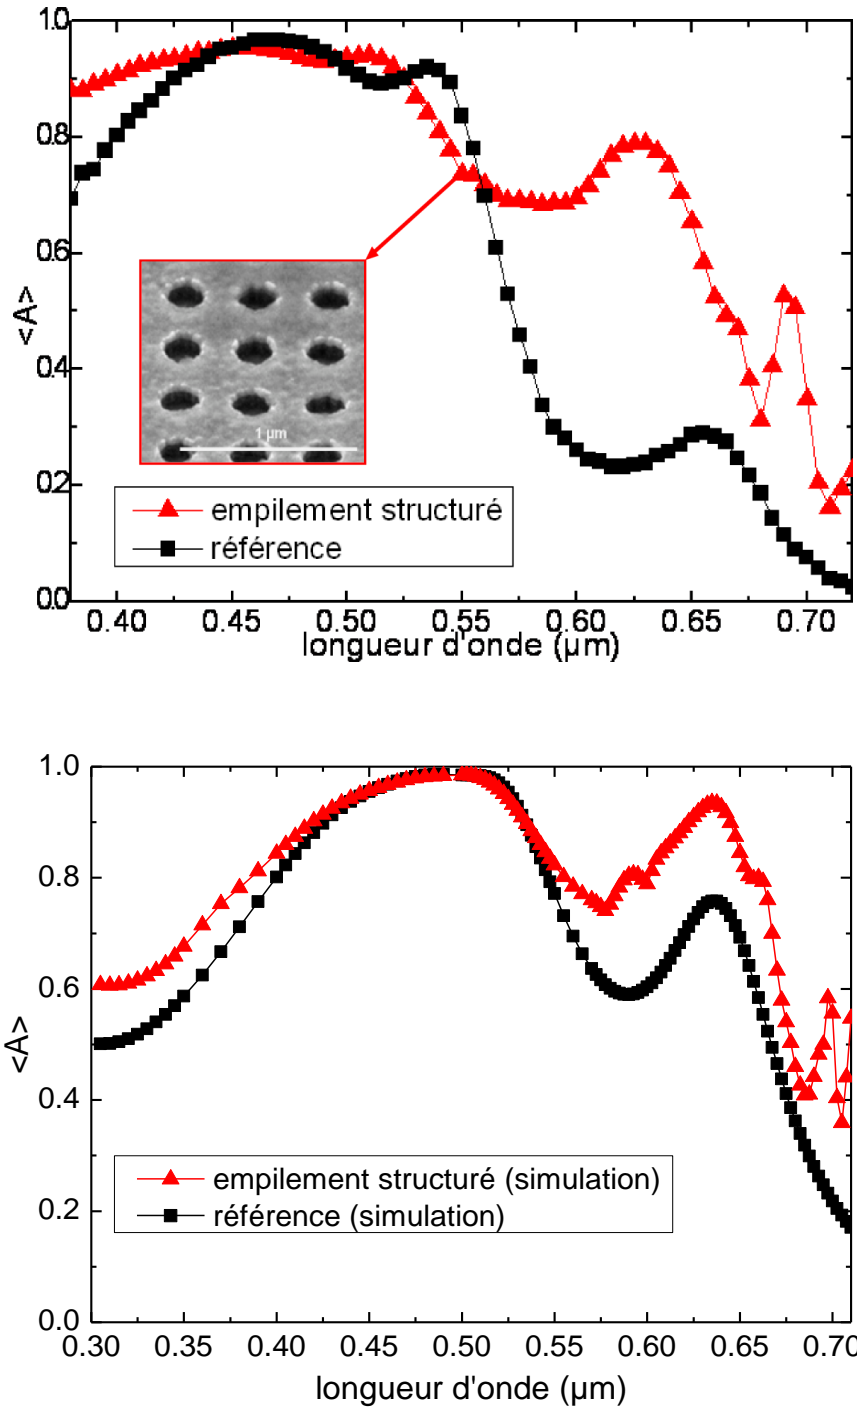 1.0
0.8
0.6
0.4
0.2
0.0
<A>
1 µm
empilement structuré
référence
0.40 0.45 0.50 0.55 0.60 0.65 0.70
longueur d'onde (µm)
1.0
0.8
0.6
0.4
0.2
0.0
<A>
empilement structuré (simulation)
référence (simulation)
0.30 0.35 0.40 0.45 0.50 0.55 0.60 0.65 0.70
longueur d'onde (µm)